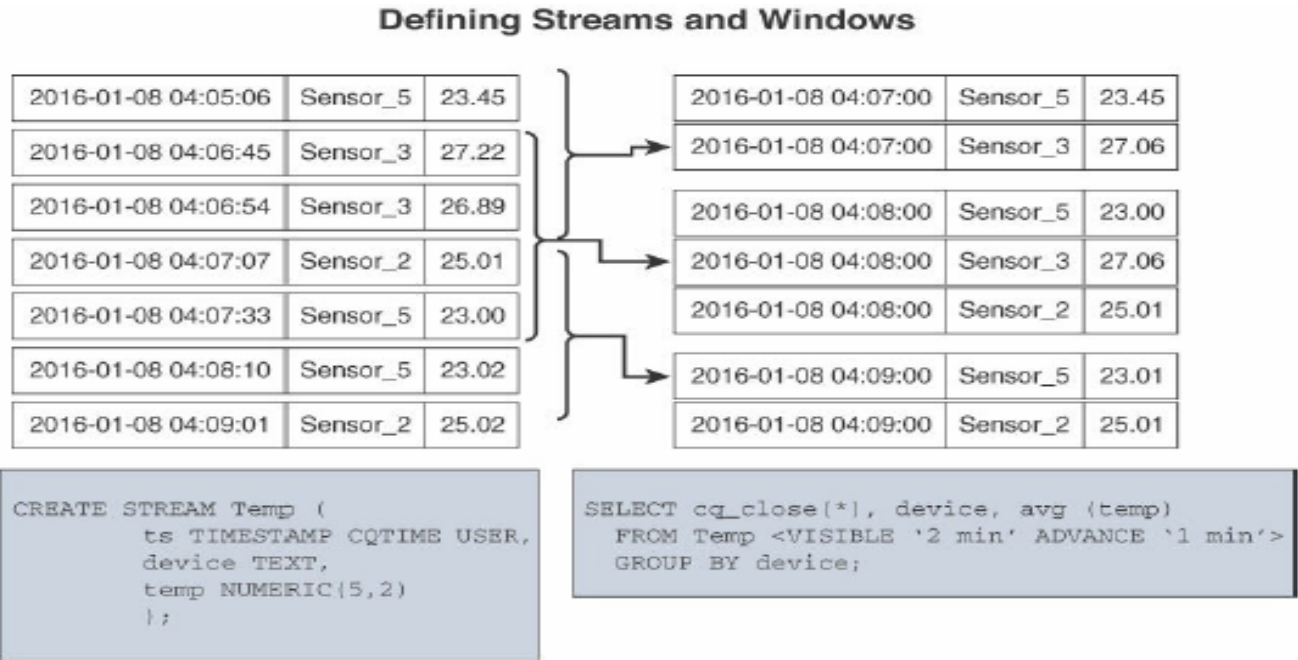 Defining Streams and Windows
2016-01-08 04:05:06 Sensor_5 23.45
2016-01-08 04:06:45 Sensor_3 27.22
2016-01-08 04:06:54 Sensor_3 26.89
2016-01-08 04:07:07 Sensor_2 25.01
2016-01-08 04:07:33 Sensor_5 23.00
2016-01-08 04:08:10 Sensor_5 23.02
2016-01-08 04:09:01 Sensor_2 25.02
2016-01-08 04:07:00 Sensor_5 23.45
2016-01-08 04:07:00 Sensor_3 27.06
2016-01-08 04:08:00 Sensor_5 23.00
2016-01-08 04:08:00 Sensor_3 27.06
2016-01-08 04:08:00 Sensor_2 25.01
2016-01-08 04:09:00 Sensor_5 23.01
2016-01-08 04:09:00 Sensor_2 25.01
CREATE STREAM Temp (
ts TIMESTAMP CQTIME USER,
device TEXT,
temp NUMERIC(5,2)
);
SELECT cq_close(*), device, avg (temp)
FROM Temp <VISIBLE ‘2 min’ ADVANCE ‘1 min’>
GROUP BY device;